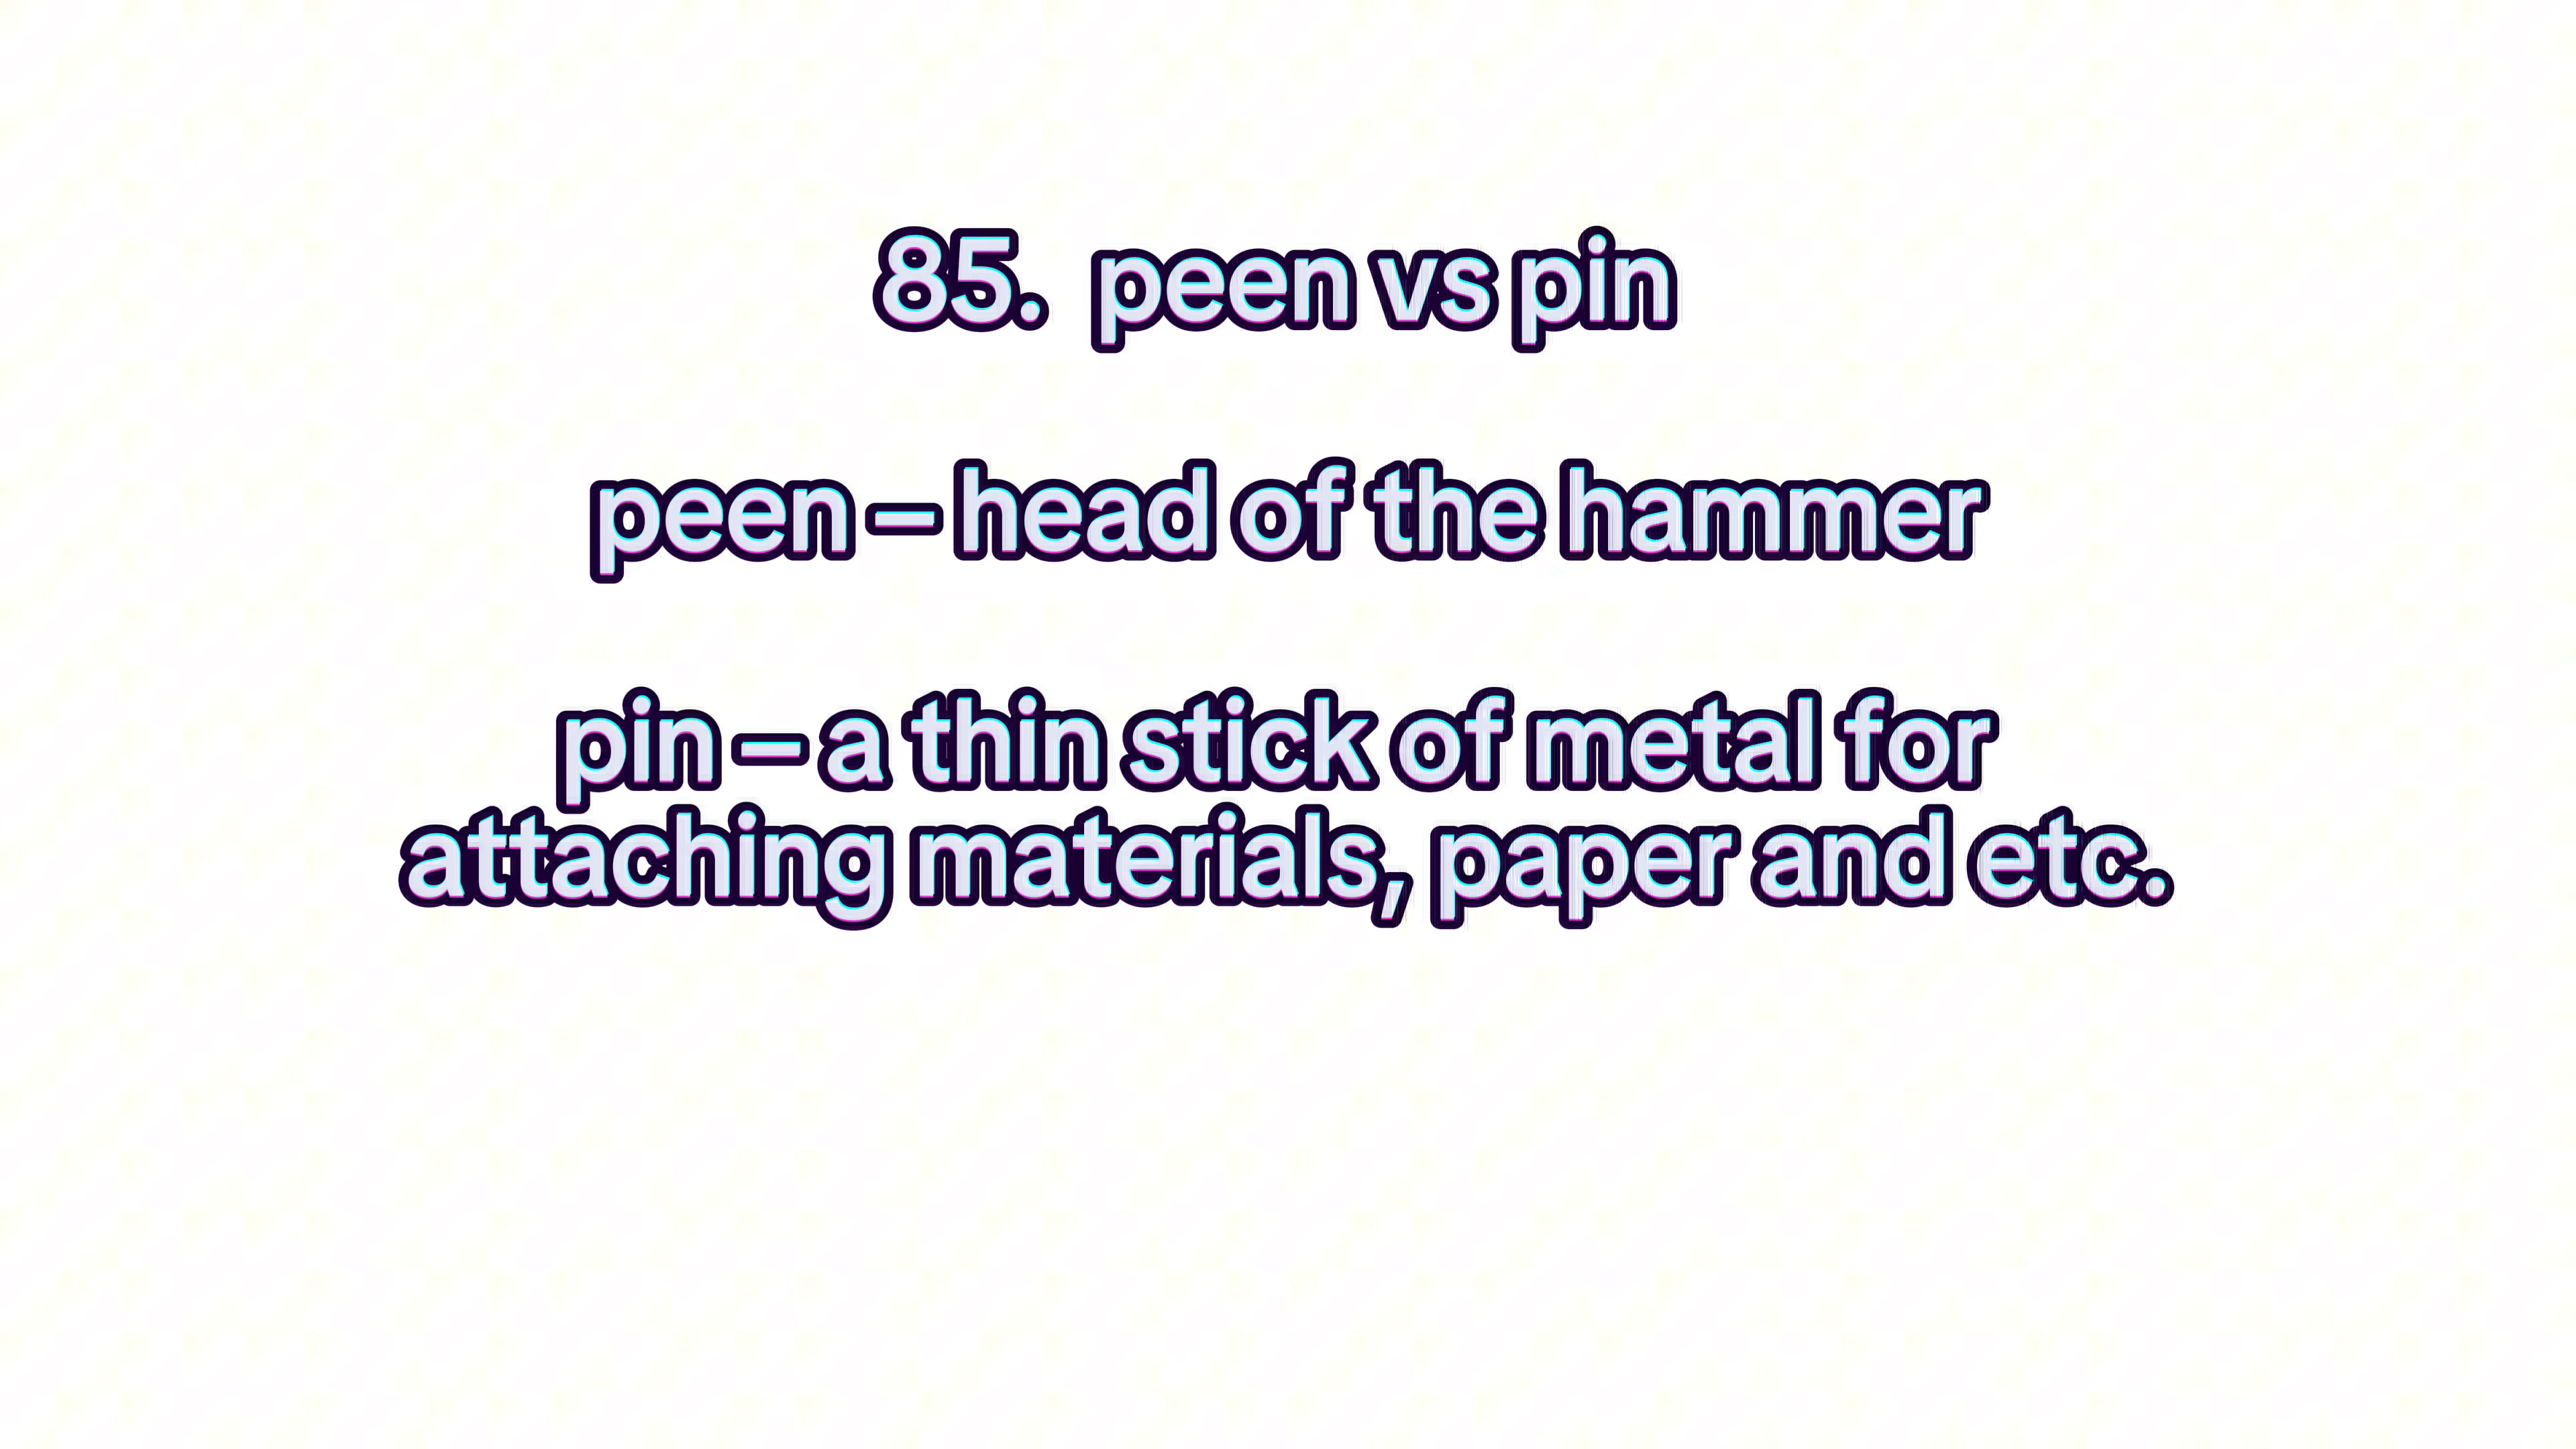 85. peen vs pin
peen – head of the hammer
pin – a thin stick of metal for
attaching materials, paper and etc.